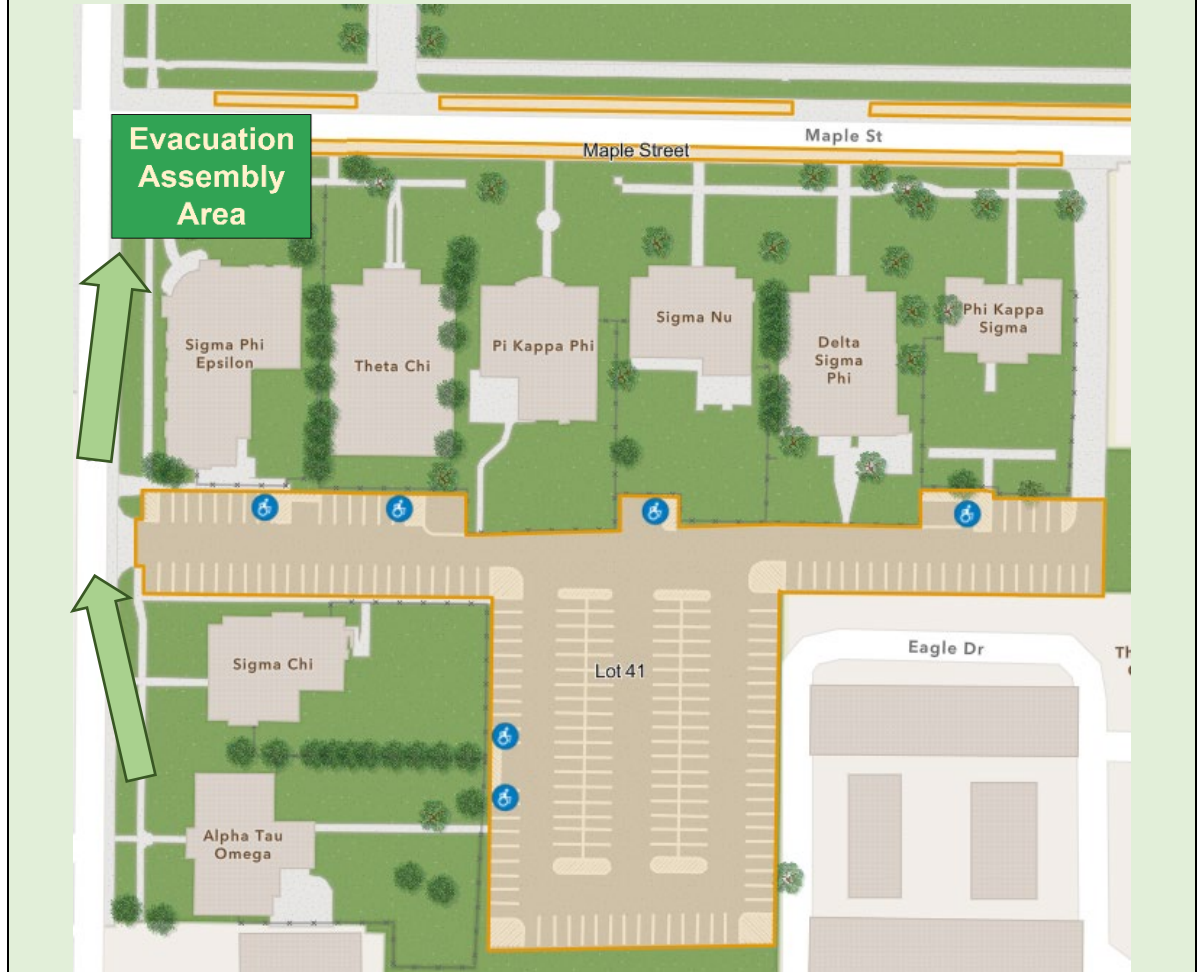 Maple St
Evacuation
Assembly
Area
Maple Street
Sigma Phi
Epsilon
Theta Chi
Pi Kappa Phi
Sigma Nu
Delta
Sigma
Phi
Phi Kappa
Sigma
Sigma Chi
Lot 41
Eagle Dr
Th
Alpha Tau
Omega